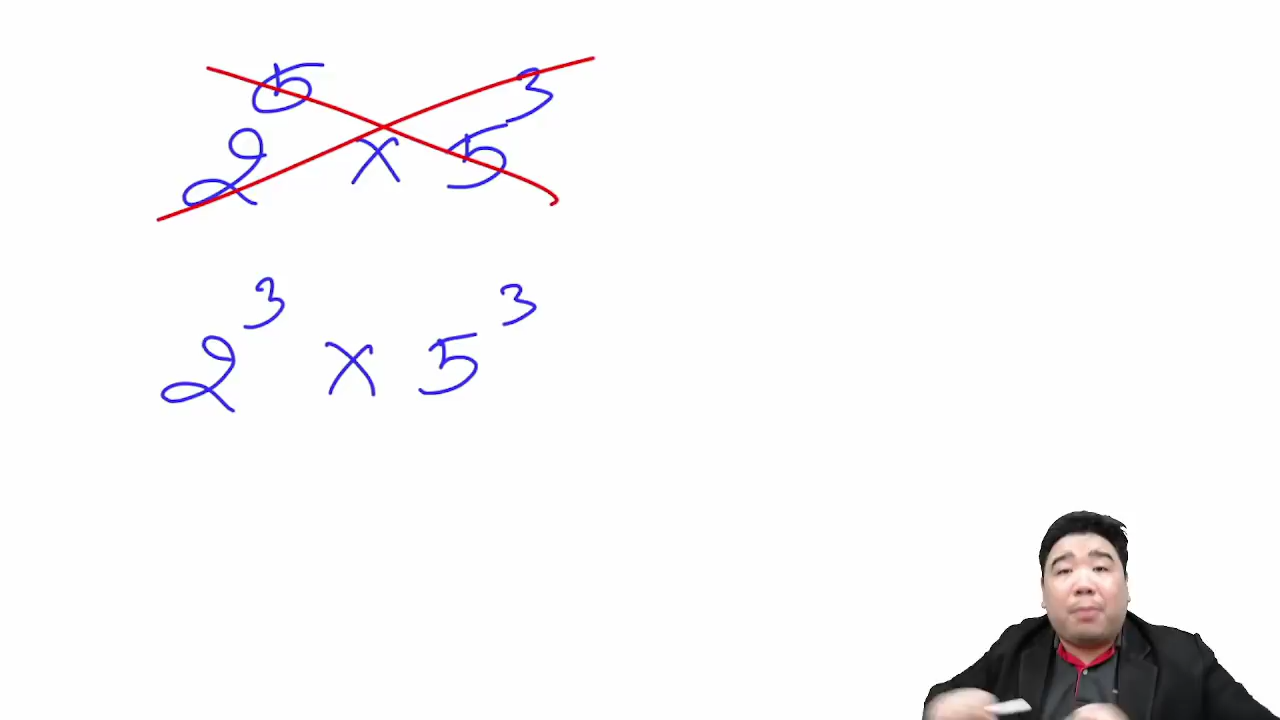 2⁵ × 5³
2³ × 5³